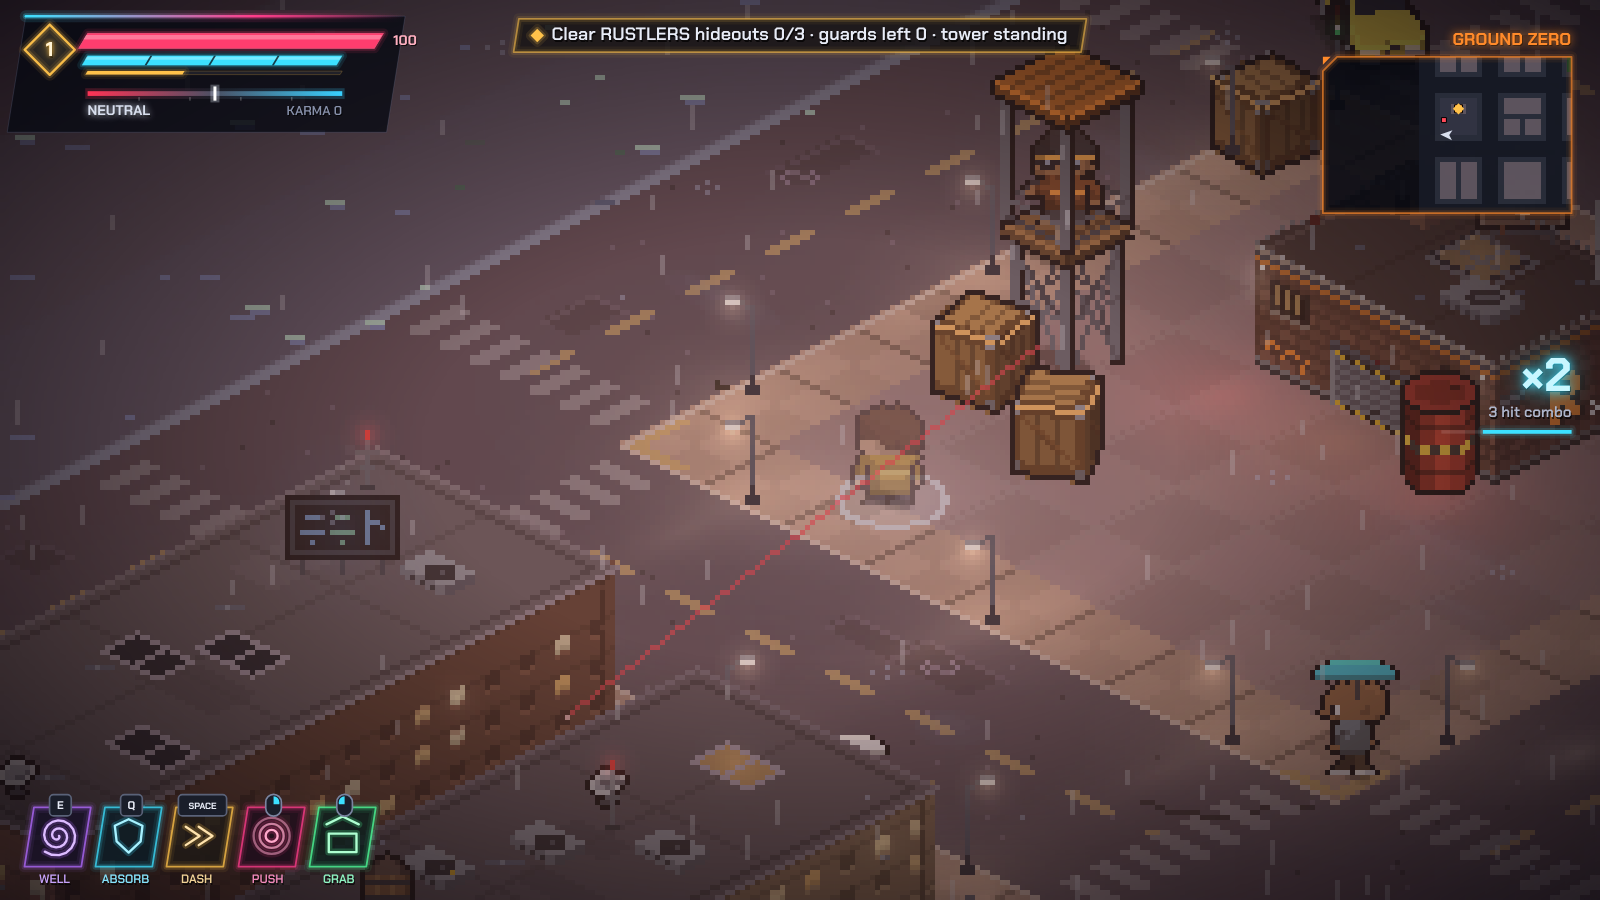 1
100
NEUTRAL
KARMA 0
Clear RUSTLERS hideouts 0/3 · guards left 0 · tower standing
GROUND ZERO
×2
3 hit combo
E
Q
SPACE
WELL
ABSORB
DASH
PUSH
GRAB